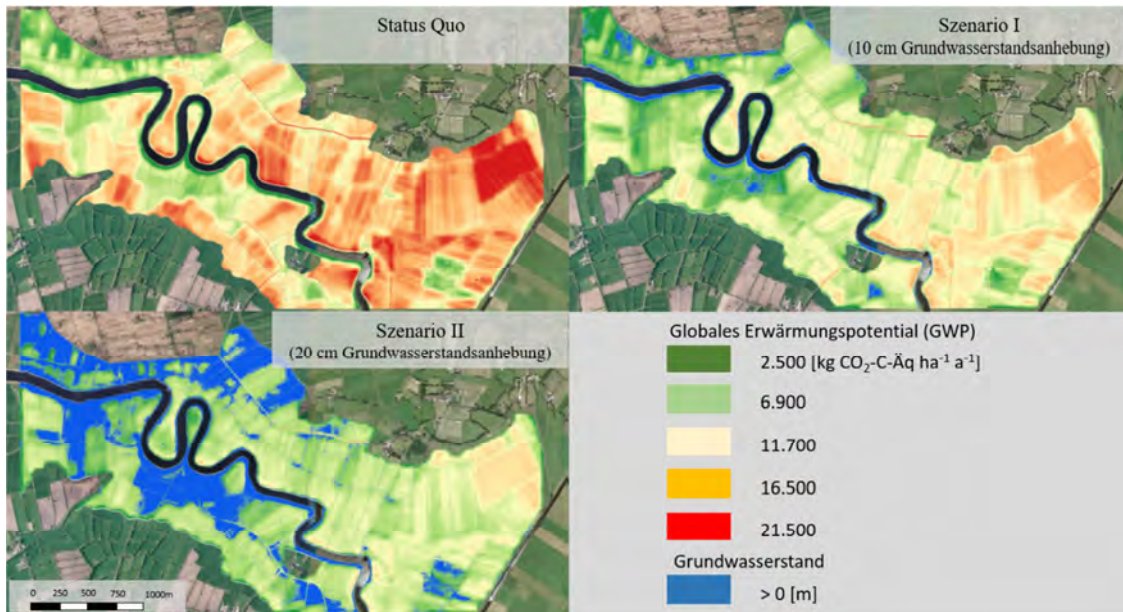 Status Quo
Szenario I
(10 cm Grundwasserstandsanhebung)
Szenario II
(20 cm Grundwasserstandsanhebung)
0 250 500 750 1000m
Globales Erwärmungspotential (GWP)
2.500 [kg CO₂-C-Äq ha⁻¹ a⁻¹]
6.900
11.700
16.500
21.500
Grundwasserstand
> 0 [m]